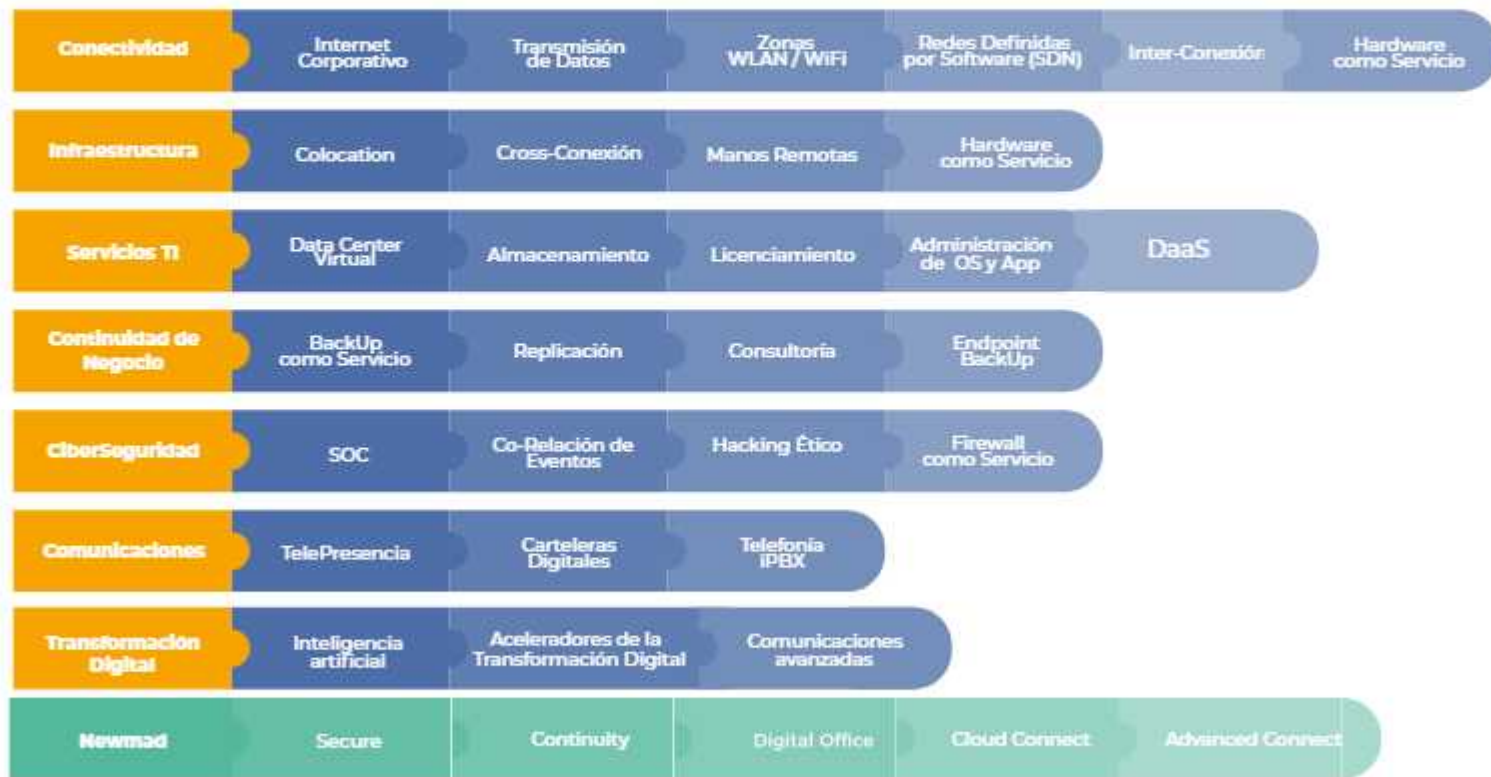 Conectividad
Internet
Corporativo
Transmisión
de Datos
Zonas
WLAN / WiFi
Redes Definidas
por Software (SDN)
Inter-Conexión
Hardware
como Servicio
Infraestructura
Colocation
Cross-Conexión
Manos Remotas
Hardware
como Servicio
Servicios TI
Data Center
Virtual
Almacenamiento
Licenciamiento
Administración
de OS y App
DaaS
Continuidad de
Negocio
BackUp
como Servicio
Replicación
Consultoría
Endpoint
BackUp
CiberSeguridad
SOC
Co-Relación de
Eventos
Hacking Ético
Firewall
como Servicio
Comunicaciones
TelePresencia
Carteleras
Digitales
Telefonía
iPBX
Transformación
Digital
Inteligencia
artificial
Aceleradores de la
Transformación Digital
Comunicaciones
avanzadas
Newmad
Secure
Continuity
Digital Office
Cloud Connect
Advanced Connect